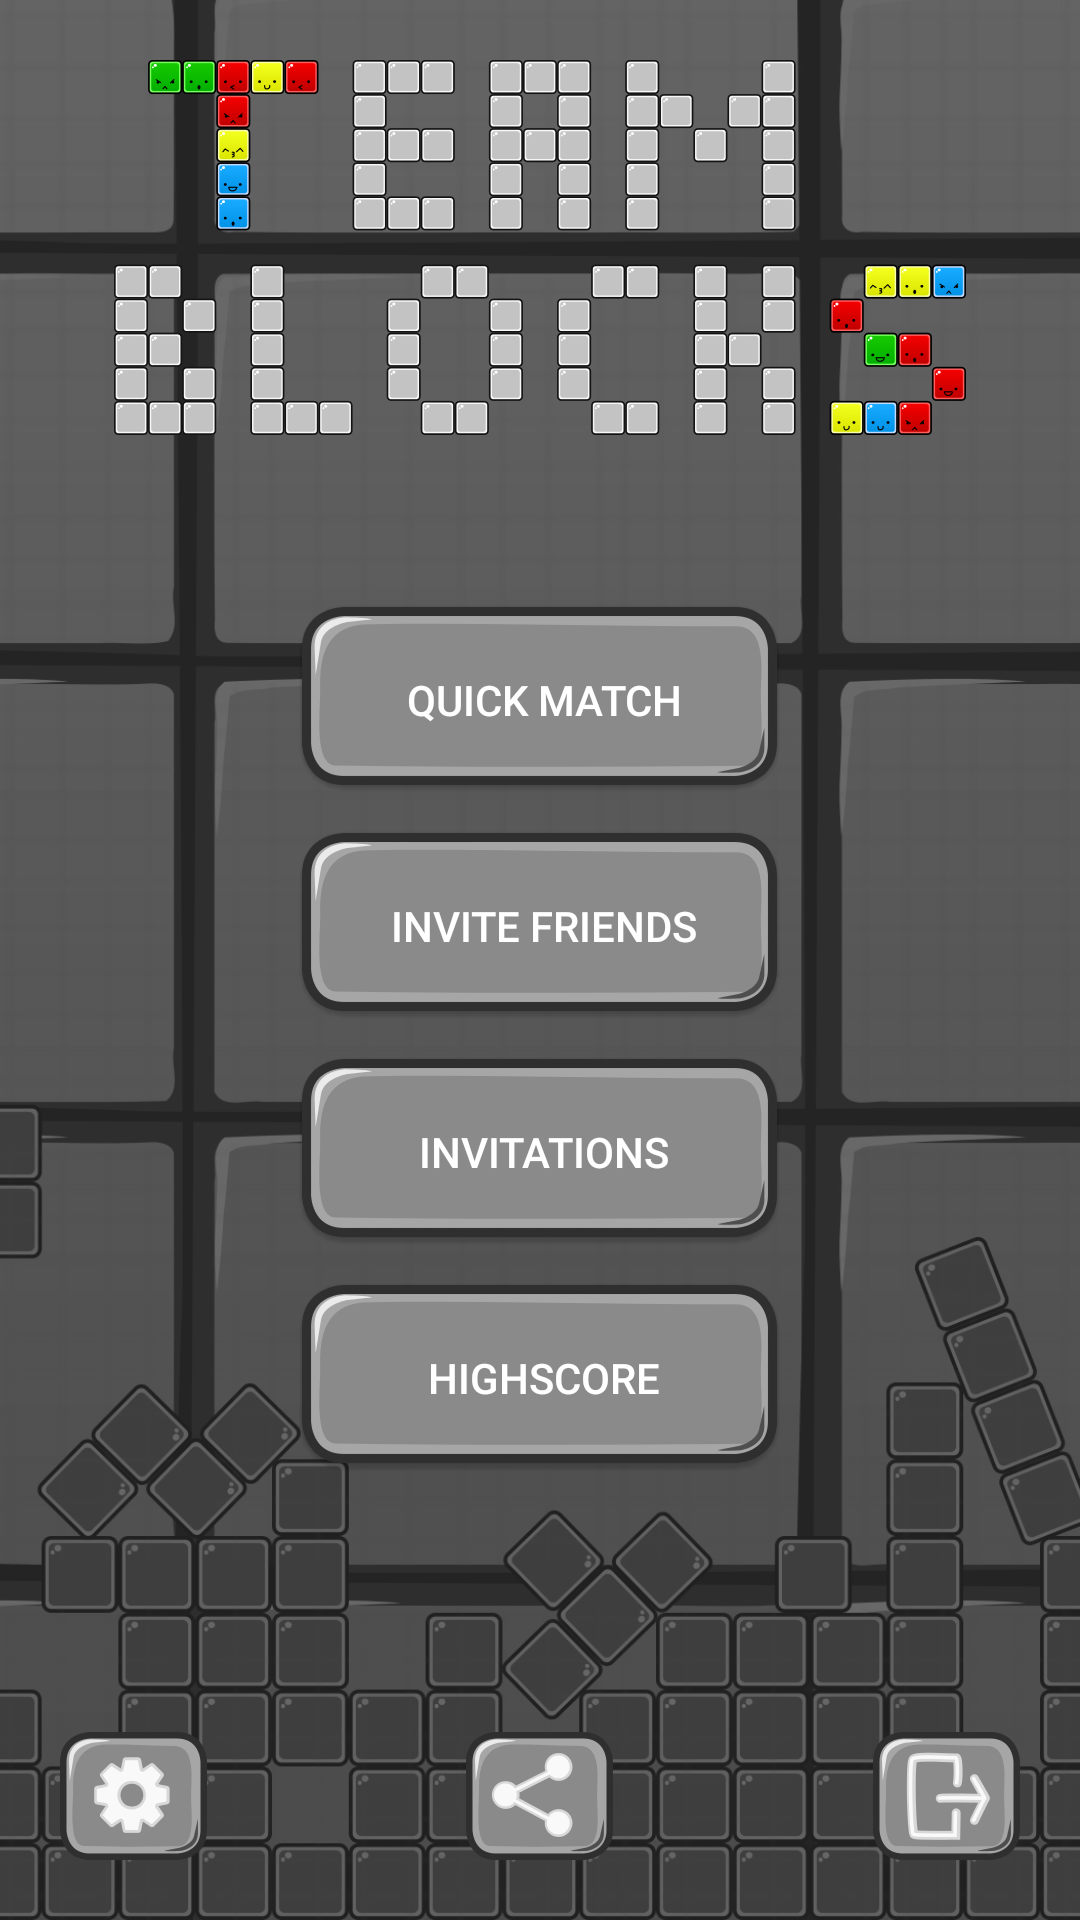 TEAM
BLOCKS
QUICK MATCH
INVITE FRIENDS
INVITATIONS
HIGHSCORE